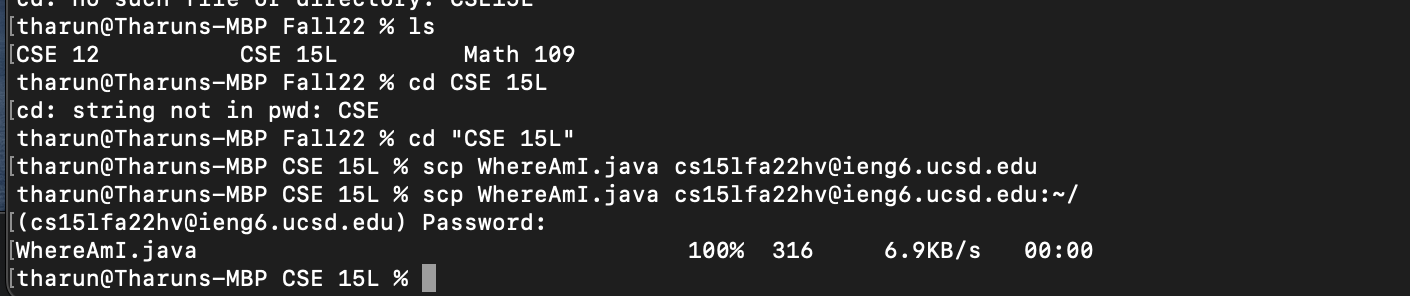 cd: no such file or directory: CSE15L
[tharun@Tharuns-MBP Fall22 % ls
[CSE 12          CSE 15L         Math 109
tharun@Tharuns-MBP Fall22 % cd CSE 15L
[cd: string not in pwd: CSE
tharun@Tharuns-MBP Fall22 % cd "CSE 15L"
[tharun@Tharuns-MBP CSE 15L % scp WhereAmI.java cs15lfa22hv@ieng6.ucsd.edu
tharun@Tharuns-MBP CSE 15L % scp WhereAmI.java cs15lfa22hv@ieng6.ucsd.edu:~/
[(cs15lfa22hv@ieng6.ucsd.edu) Password:
[WhereAmI.java                                   100%  316     6.9KB/s   00:00
[tharun@Tharuns-MBP CSE 15L %